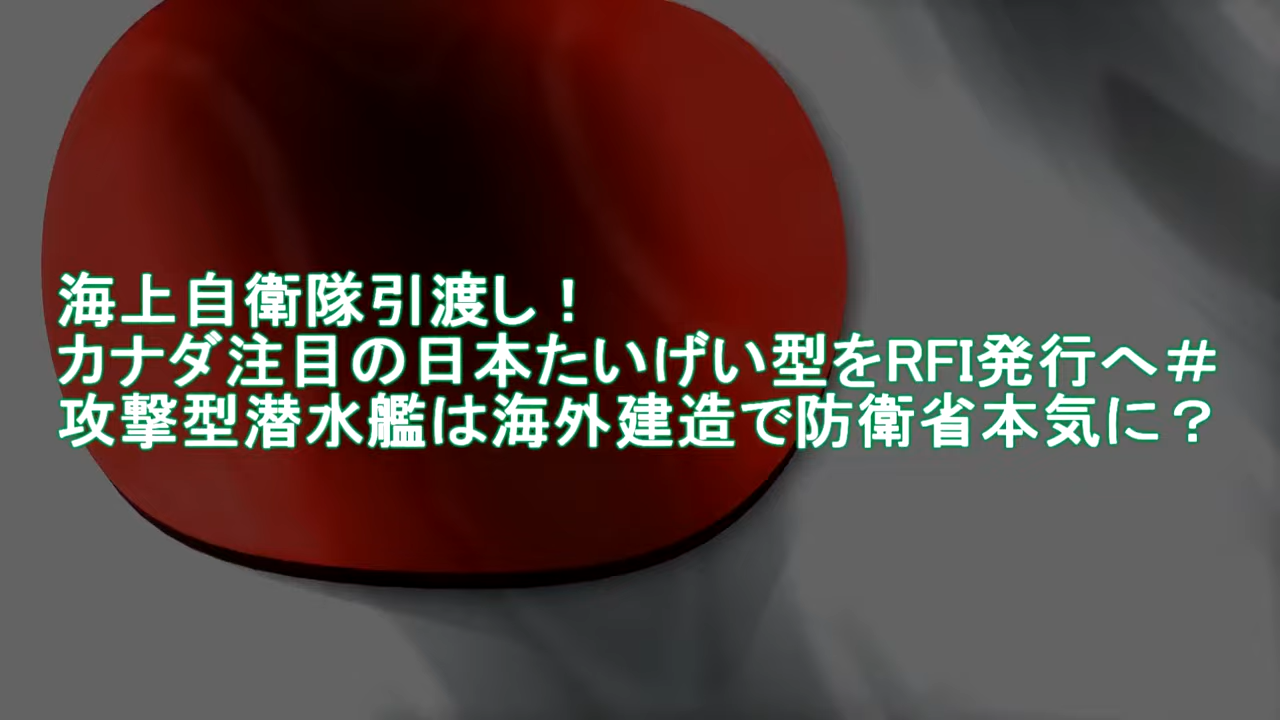 海上自衛隊引渡し！
カナダ注目の日本たいげい型をRFI発行へ＃
攻撃型潜水艦は海外建造で防衛省本気に？